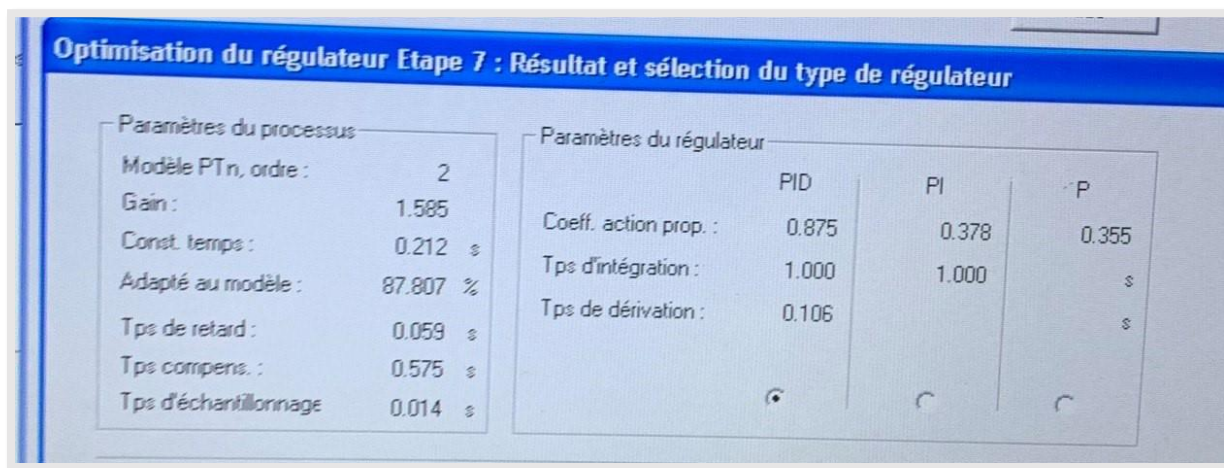 Optimisation du régulateur Etape 7 : Résultat et sélection du type de régulateur
Paramètres du processus
Modèle PTn, ordre : 2
Gain : 1.585
Const. temps : 0.212 s
Adapté au modèle : 87.807 %
Tps de retard : 0.059 s
Tps compens. : 0.575 s
Tps d'échantillonnage 0.014 s
Paramètres du régulateur
PID PI P
Coeff. action prop. : 0.875 0.378 0.355
Tps d'intégration : 1.000 1.000 s
Tps de dérivation : 0.106 s